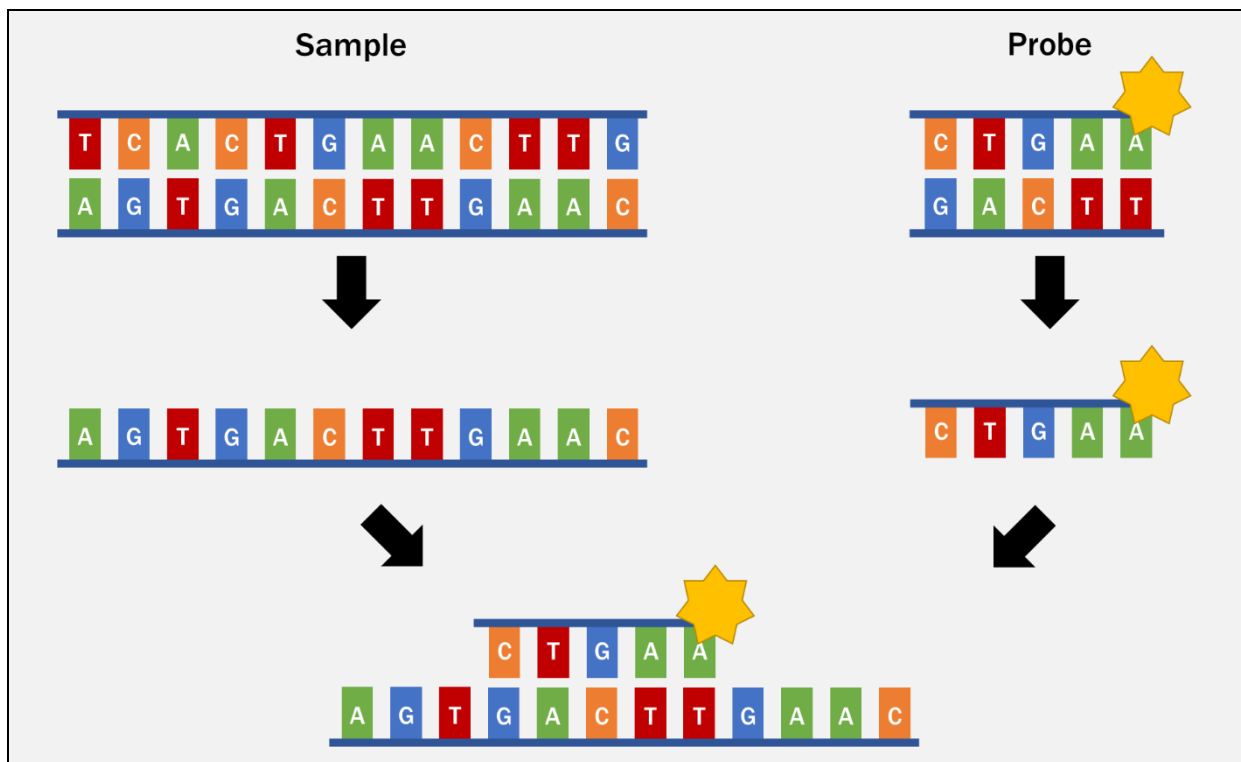 Sample Probe
T C A C T G A A C T T G C T G A A
A G T G A C T T G A A C G A C T T
A G T G A C T T G A A C C T G A A
C T G A A
A G T G A C T T G A A C